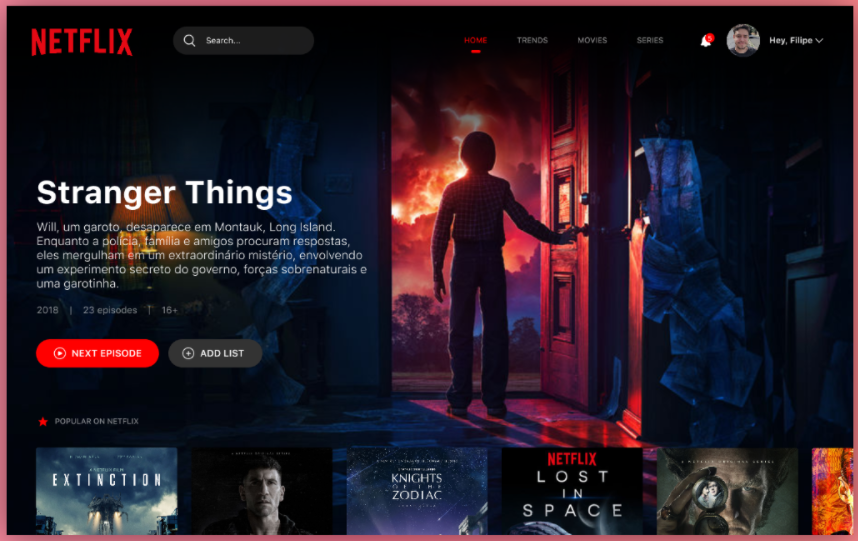 NETFLIX
Search...
HOME
TRENDS
MOVIES
SERIES
5
Hey, Filipe
Stranger Things
Will, um garoto, desaparece em Montauk, Long Island.
Enquanto a polícia, família e amigos procuram respostas,
eles mergulham em um extraordinário mistério, envolvendo
um experimento secreto do governo, forças sobrenaturais e
uma garotinha.
2018 | 23 episodes | 16+
NEXT EPISODE
ADD LIST
POPULAR ON NETFLIX
EXTINCTION
KNIGHTS
OF THE
ZODIAC
NETFLIX
LOST
IN
SPACE